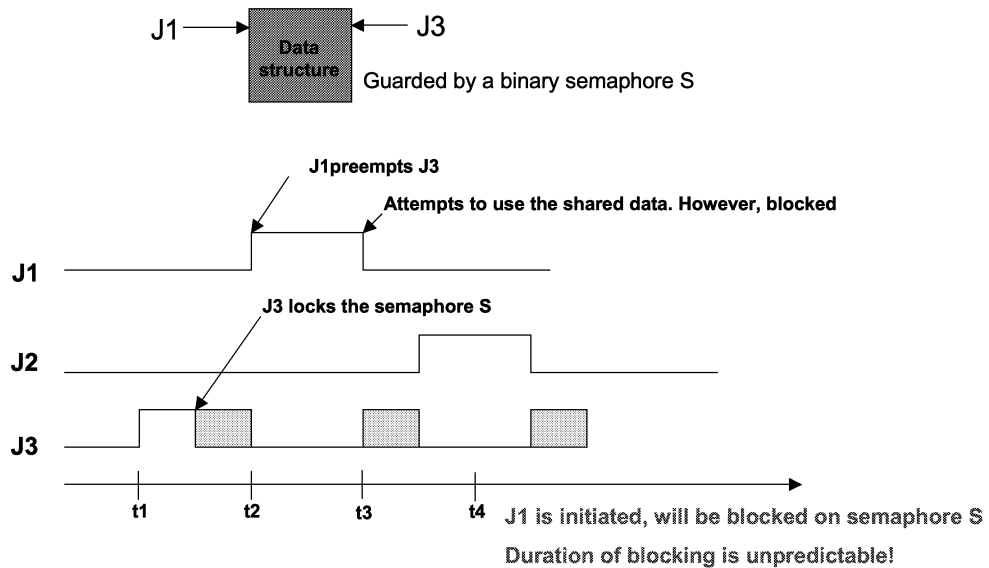 J1
J3
Data
structure
Guarded by a binary semaphore S
J1preempts J3
Attempts to use the shared data. However, blocked
J1
J3 locks the semaphore S
J2
J3
t1 t2 t3 t4
J1 is initiated, will be blocked on semaphore S
Duration of blocking is unpredictable!